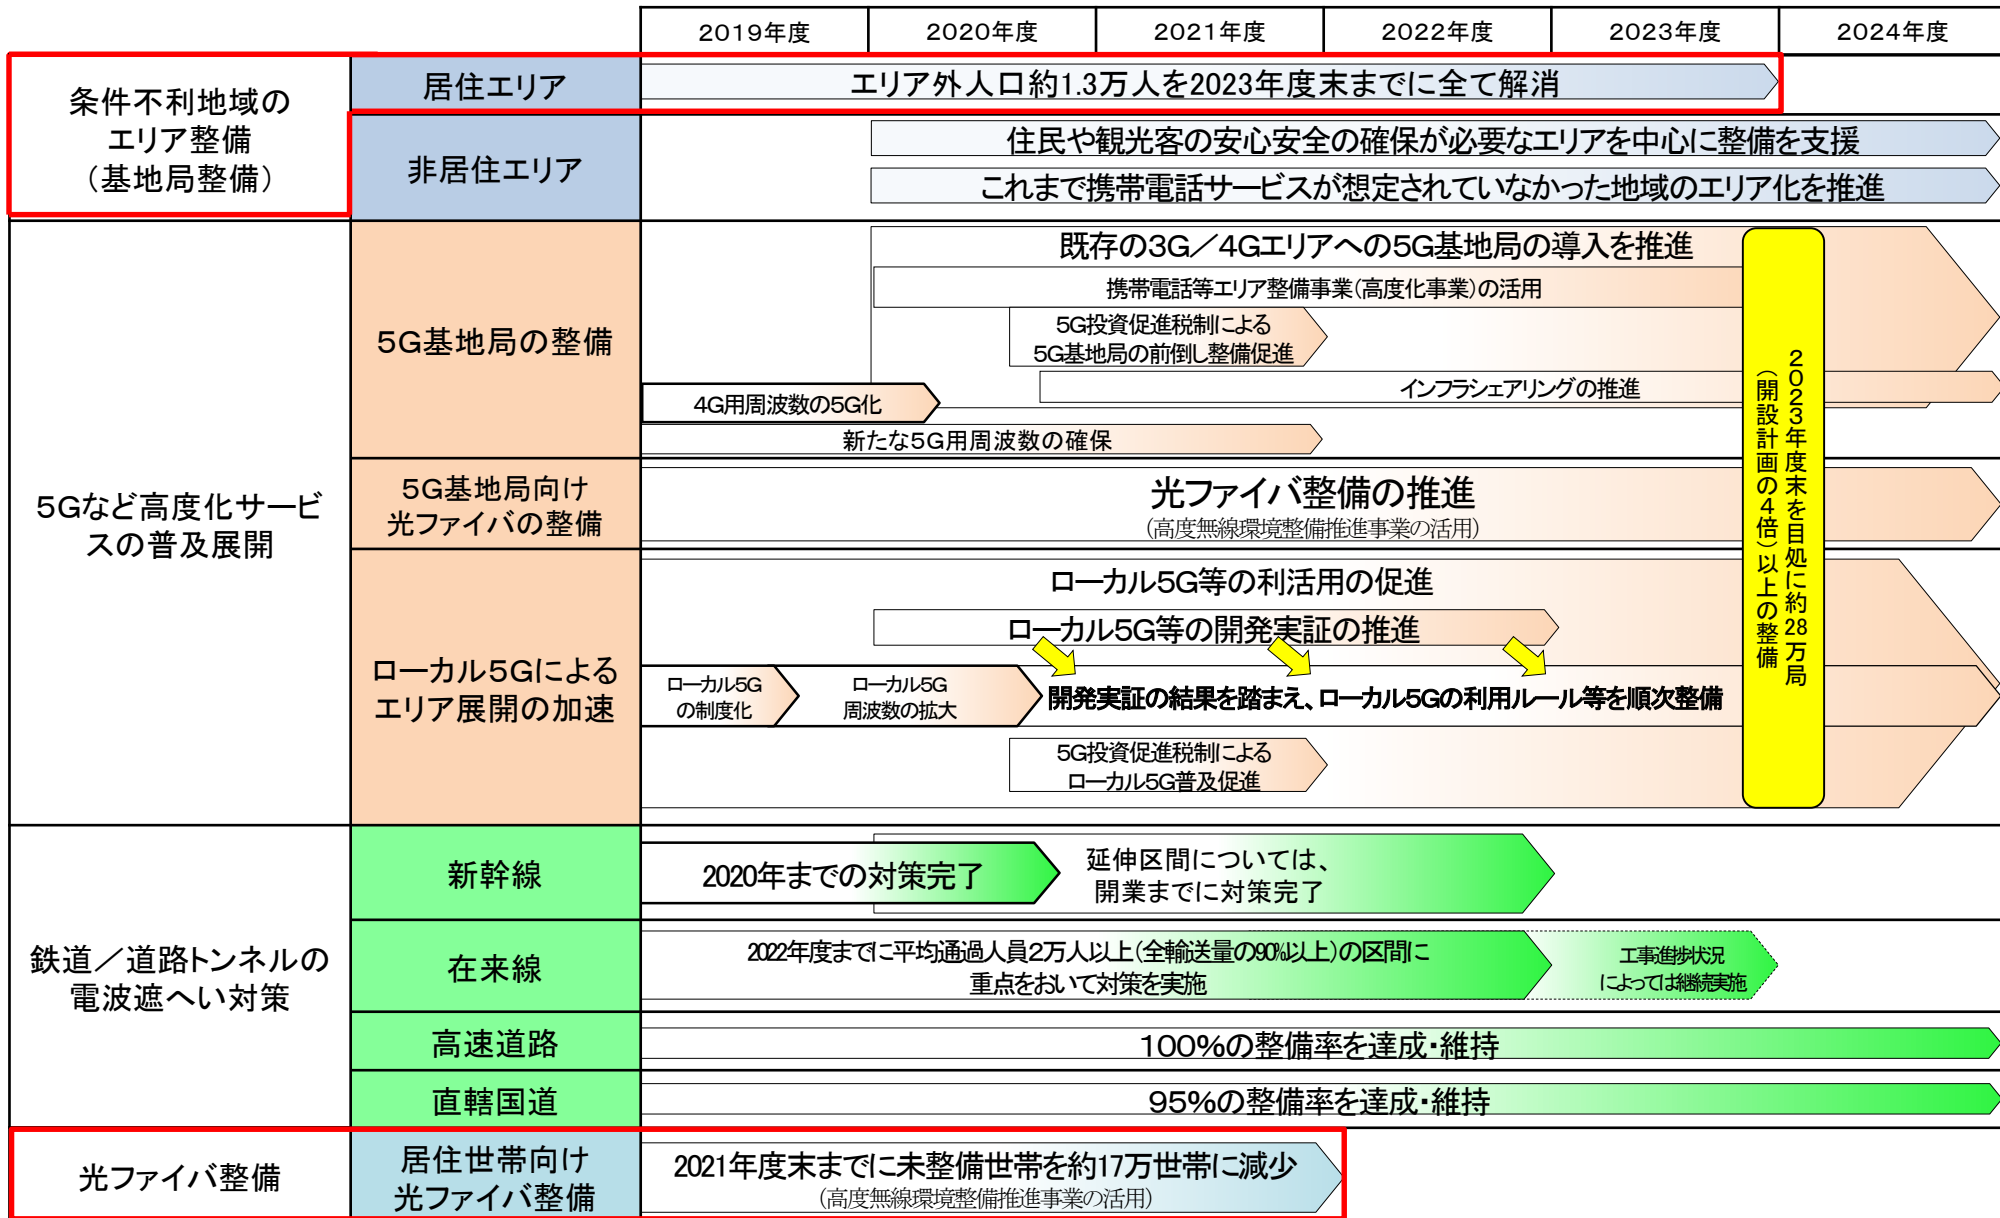 2019年度
2020年度
2021年度
2022年度
2023年度
2024年度
条件不利地域の
エリア整備
（基地局整備）
居住エリア
エリア外人口約1.3万人を2023年度末までに全て解消
非居住エリア
住民や観光客の安心安全の確保が必要なエリアを中心に整備を支援
これまで携帯電話サービスが想定されていなかった地域のエリア化を推進
5Gなど高度化サービ
スの普及展開
5G基地局の整備
既存の3G／4Gエリアへの5G基地局の導入を推進
携帯電話等エリア整備事業（高度化事業）の活用
5G投資促進税制による
5G基地局の前倒し整備促進
インフラシェアリングの推進
4G用周波数の5G化
新たな5G用周波数の確保
2023年度末を目処に約28万局
（開設計画の4倍）以上の整備
5G基地局向け
光ファイバの整備
光ファイバ整備の推進
（高度無線環境整備推進事業の活用）
ローカル5Gによる
エリア展開の加速
ローカル5G等の利活用の促進
ローカル5G等の開発実証の推進
ローカル5G
の制度化
ローカル5G
周波数の拡大
開発実証の結果を踏まえ、ローカル5Gの利用ルール等を順次整備
5G投資促進税制による
ローカル5G普及促進
鉄道／道路トンネルの
電波遮へい対策
新幹線
2020年までの対策完了
延伸区間については、
開業までに対策完了
在来線
2022年度までに平均通過人員2万人以上（全輸送量の90%以上）の区間に
重点をおいて対策を実施
工事進捗状況
によっては継続実施
高速道路
100%の整備率を達成・維持
直轄国道
95%の整備率を達成・維持
光ファイバ整備
居住世帯向け
光ファイバ整備
2021年度末までに未整備世帯を約17万世帯に減少
（高度無線環境整備推進事業の活用）